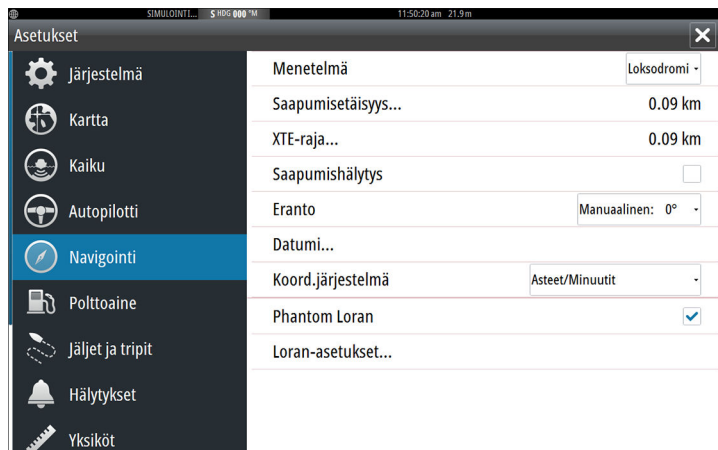 SIMULOINTI... S HDG 000 °M 11:50:20 am 21.9 m
Asetukset
Järjestelmä
Kartta
Kaiku
Autopilotti
Navigointi
Polttoaine
Jäljet ja tripit
Hälytykset
Yksiköt
Menetelmä Loksodromi
Saapumisetäisyys... 0.09 km
XTE-raja... 0.09 km
Saapumishälytys
Eranto Manuaalinen: 0°
Datumi...
Koord.järjestelmä Asteet/Minuutit
Phantom Loran
Loran-asetukset...